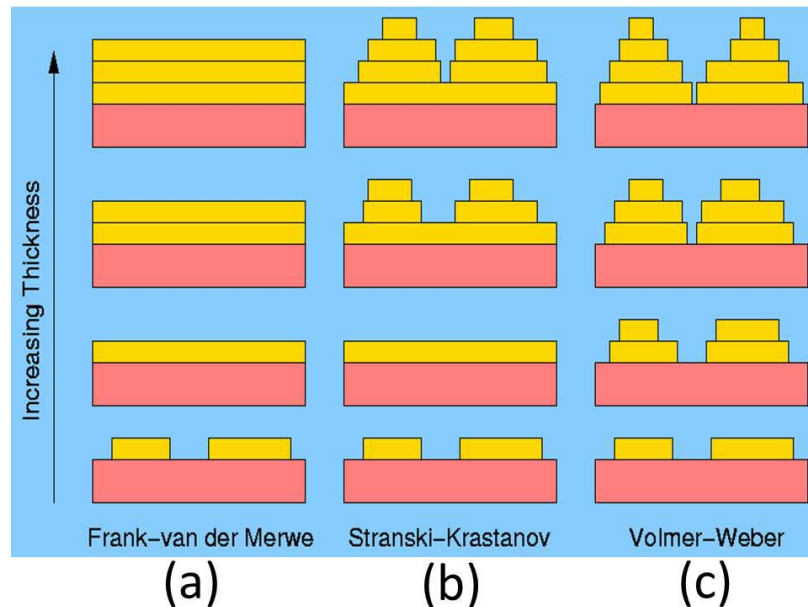 Increasing Thickness
Frank-van der Merwe
Stranski-Krastanov
Volmer-Weber
(a)
(b)
(c)